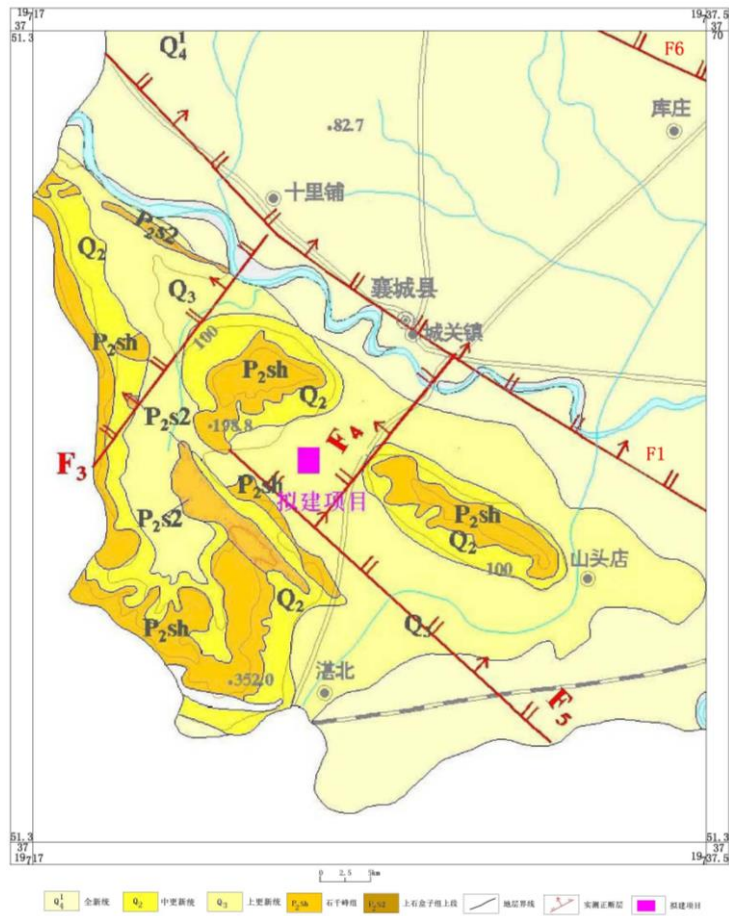 19 17
37
51.3
19 37.5
37
70
Q₄¹
F6
82.7
库庄
十里铺
P₂s2
Q₂
Q₃
襄城县
城关镇
100
P₂sh
P₂sh
Q₂
P₂s2
198.8
F₄
F1
F₃
P₂sh
拟建项目
P₂s2
P₂sh
Q₂
100
山头店
Q₂
P₂sh
Q₃
352.0
湛北
F₅
51.3
37
19 17
37
19 37.5
0 2.5 5km
Q₄¹ 全新统 Q₂ 中更新统 Q₃ 上更新统 P₂Sh 石千峰组 P₂S2 上石盒子组上段 地层界线 实测正断层 拟建项目